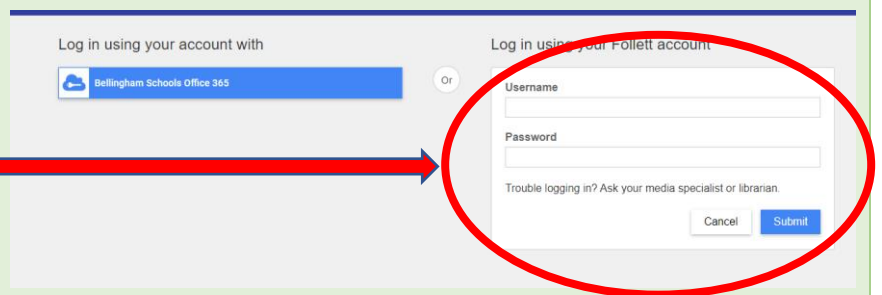 Log in using your account with
Bellingham Schools Office 365
Or
Log in using your Follett account
Username
Password
Trouble logging in? Ask your media specialist or librarian.
Cancel
Submit